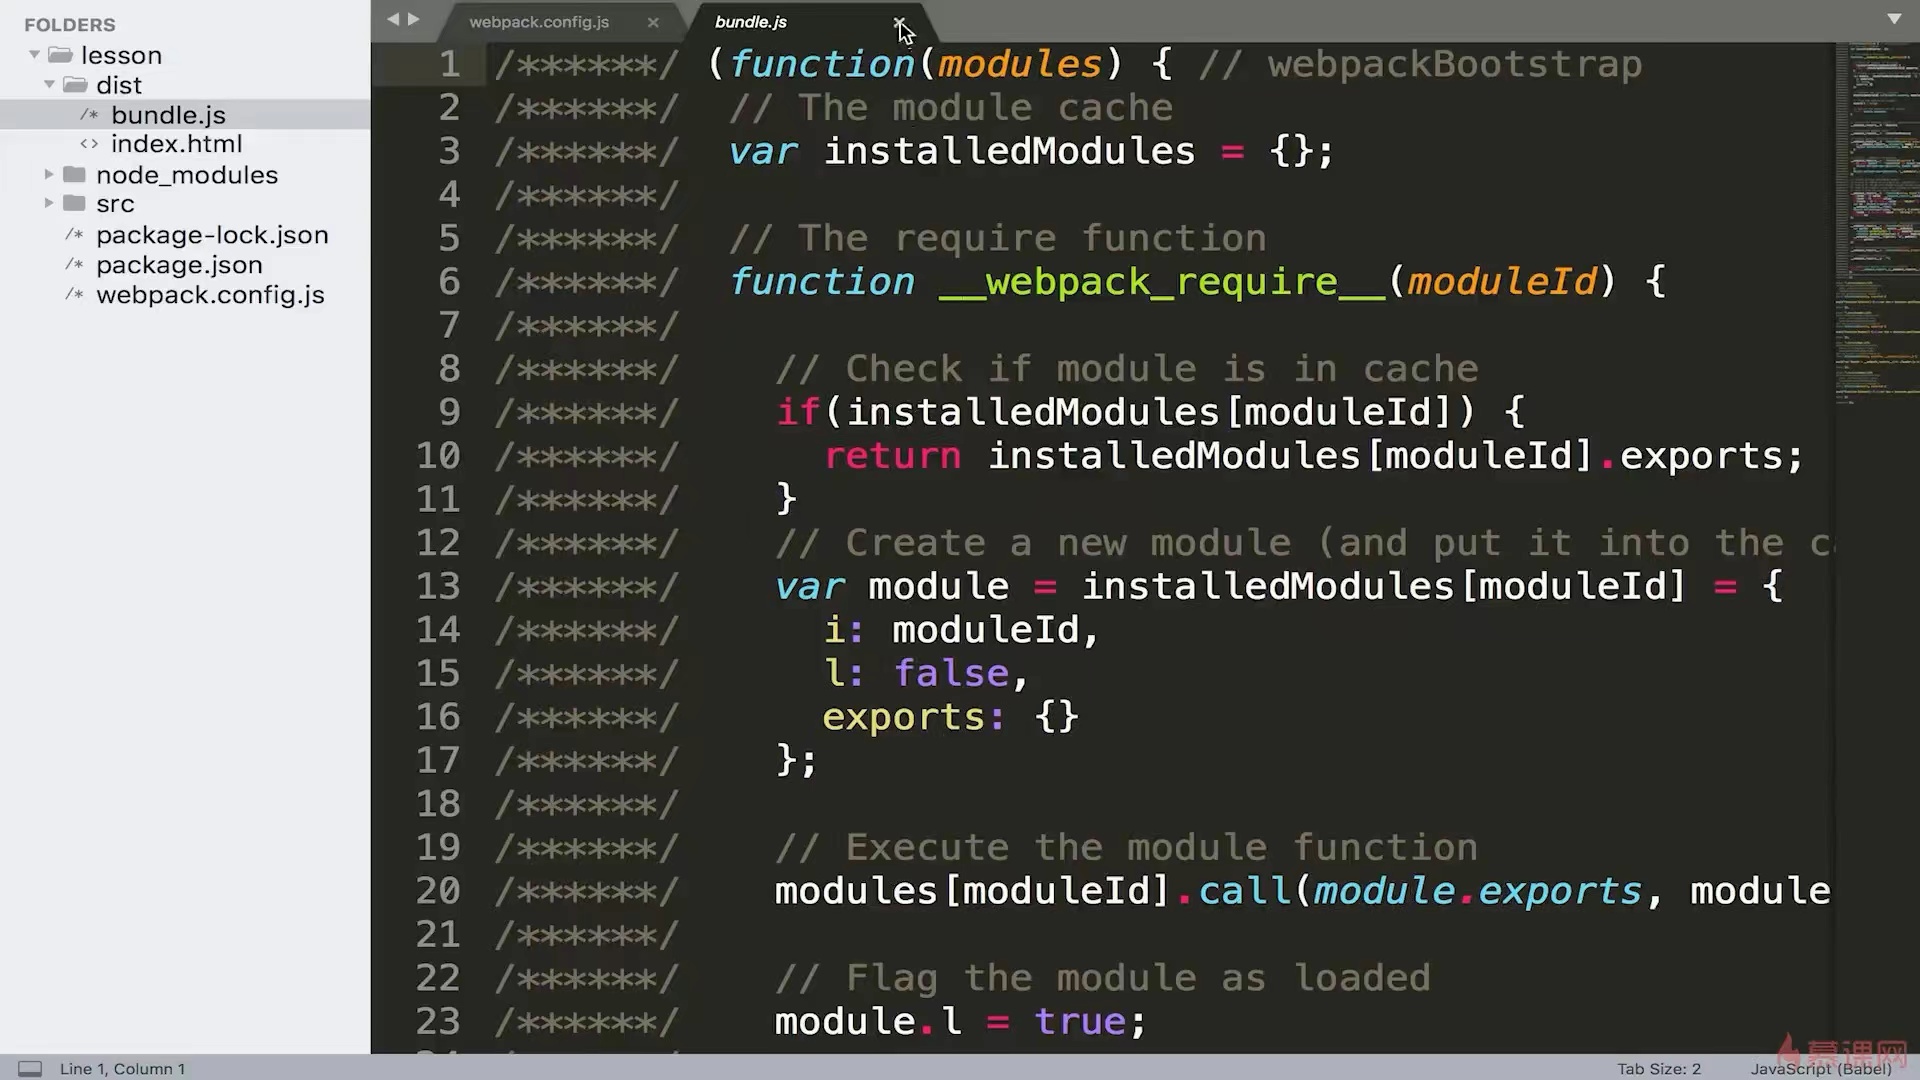 FOLDERS
lesson
dist
/* bundle.js
<> index.html
node_modules
src
/* package-lock.json
/* package.json
/* webpack.config.js
webpack.config.js
bundle.js
1 /******/ (function(modules) { // webpackBootstrap
2 /******/ // The module cache
3 /******/ var installedModules = {};
4 /******/
5 /******/ // The require function
6 /******/ function __webpack_require__(moduleId) {
7 /******/
8 /******/ // Check if module is in cache
9 /******/ if(installedModules[moduleId]) {
10 /******/ return installedModules[moduleId].exports;
11 /******/ }
12 /******/ // Create a new module (and put it into the c
13 /******/ var module = installedModules[moduleId] = {
14 /******/ i: moduleId,
15 /******/ l: false,
16 /******/ exports: {}
17 /******/ };
18 /******/
19 /******/ // Execute the module function
20 /******/ modules[moduleId].call(module.exports, module
21 /******/
22 /******/ // Flag the module as loaded
23 /******/ module.l = true;
Line 1, Column 1
Tab Size: 2
JavaScript (Babel)
慕课网